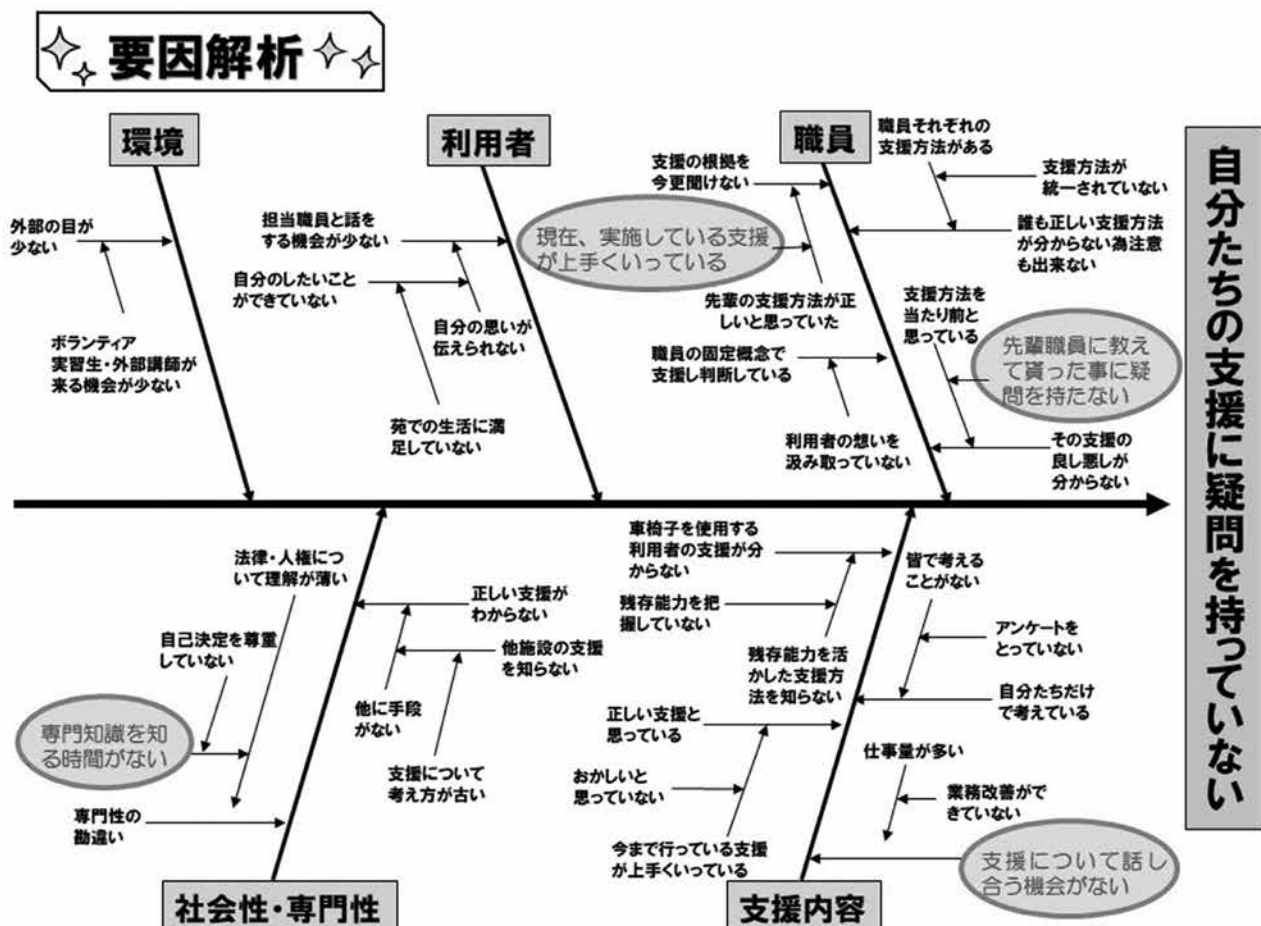 要因解析
環境
利用者
職員
外部の目が
少ない
ボランティア
実習生・外部講師が
来る機会が少ない
担当職員と話を
する機会が少ない
自分のしたいこと
ができていない
自分の思いが
伝えられない
苑での生活に満
足していない
支援の根拠を
今更聞けない
現在、実施している支援
が上手くいっている
先輩の支援方法が正
しいと思っていた
職員の固定概念で
支援し判断している
利用者の想いを
汲み取っていない
職員それぞれの
支援方法がある
支援方法が
統一されていない
誰も正しい支援方法
が分からない為注意
も出来ない
支援方法を
当たり前と
思っている
先輩職員に教え
て貰った事に疑
問を持たない
その支援の
良し悪しが
分からない
自分たちの支援に疑問を持っていない
法律・人権につ
いて理解が薄い
自己決定を尊重
していない
専門知識を知
る時間がない
専門性の
勘違い
正しい支援が
わからない
他施設の支援
を知らない
他に手段
がない
支援について
考え方が古い
車椅子を使用する
利用者の支援が分
からない
残存能力を把
握していない
残存能力を活
かした支援方
法を知らない
正しい支援と
思っている
おかしいと
思っていない
今まで行っている支援
が上手くいっている
皆で考える
ことがない
アンケートを
とっていない
自分たちだけ
で考えている
仕事量が多い
業務改善がで
きていない
支援について話し
合う機会がない
社会性・専門性
支援内容